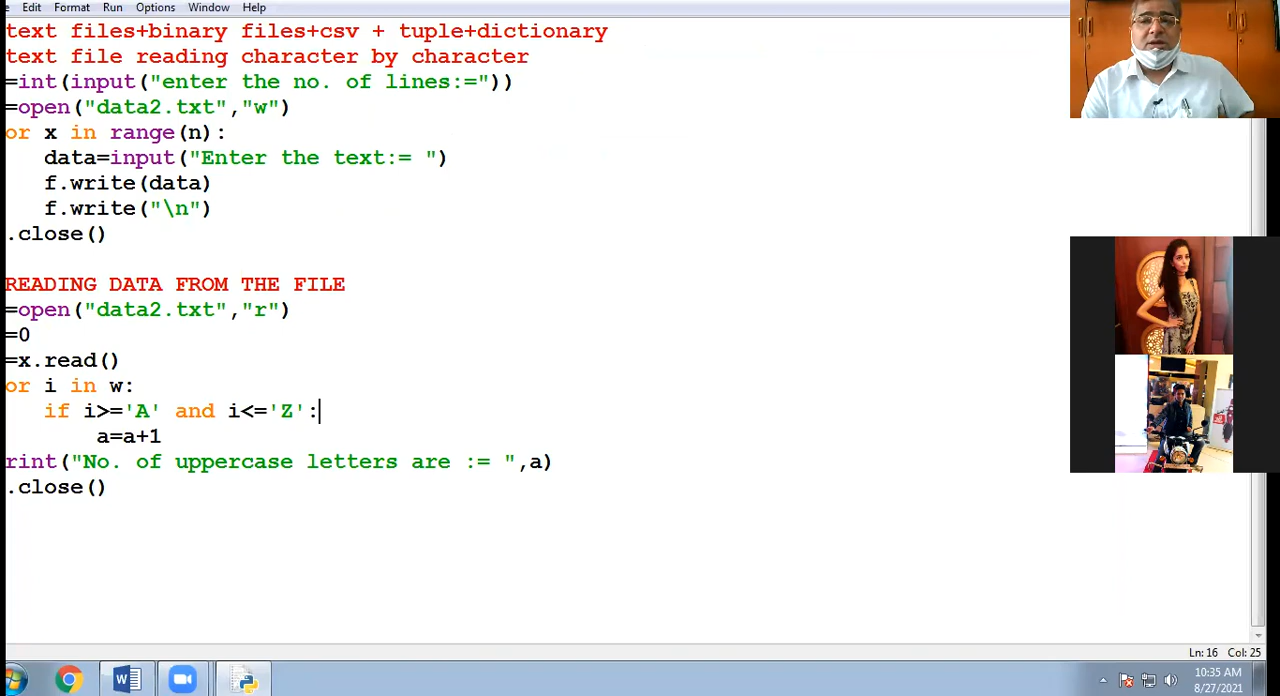 Edit Format Run Options Window Help
text files+binary files+csv + tuple+dictionary
text file reading character by character
=int(input("enter the no. of lines:="))
=open("data2.txt","w")
or x in range(n):
data=input("Enter the text:= ")
f.write(data)
f.write("\n")
.close()
READING DATA FROM THE FILE
=open("data2.txt","r")
=0
=x.read()
or i in w:
if i>='A' and i<='Z':
a=a+1
rint("No. of uppercase letters are := ",a)
.close()
Ln: 16 Col: 25
10:35 AM
8/27/2021